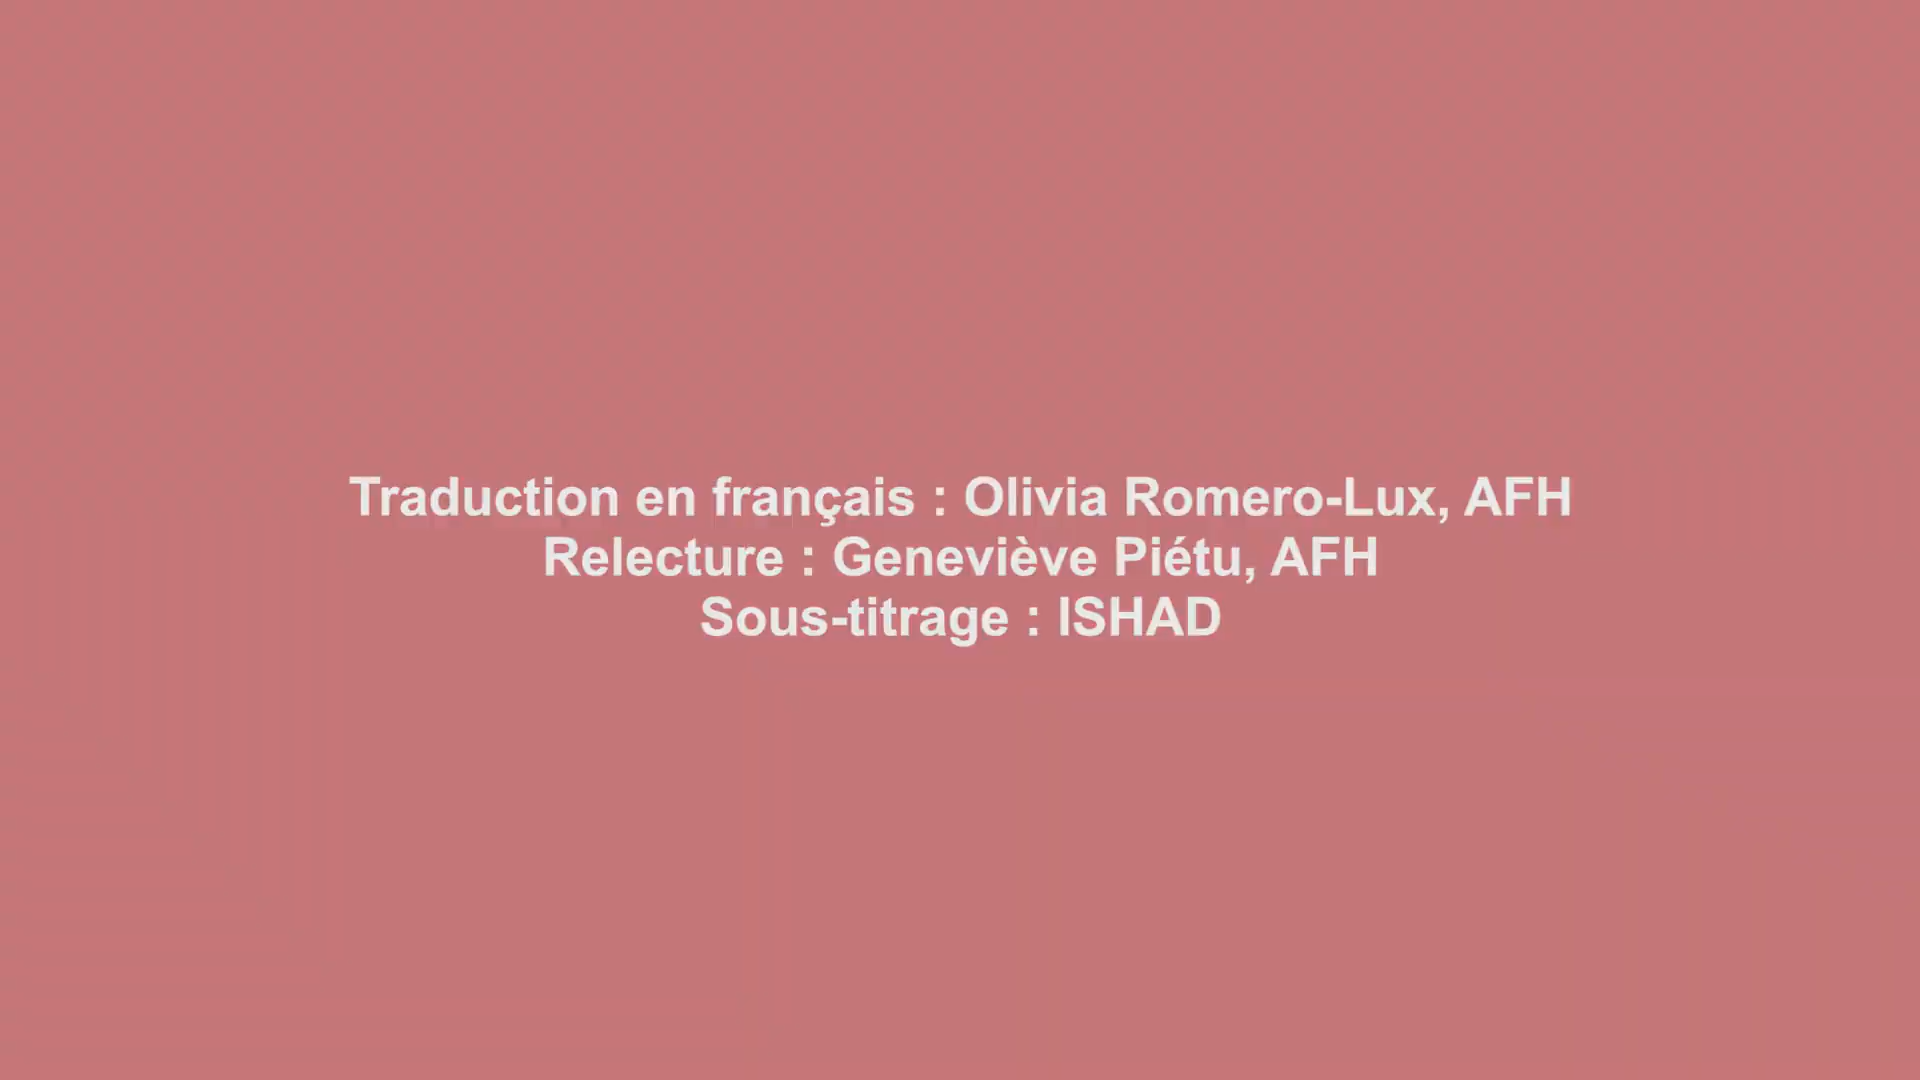 Traduction en français : Olivia Romero-Lux, AFH
Relecture : Geneviève Piétu, AFH
Sous-titrage : ISHAD